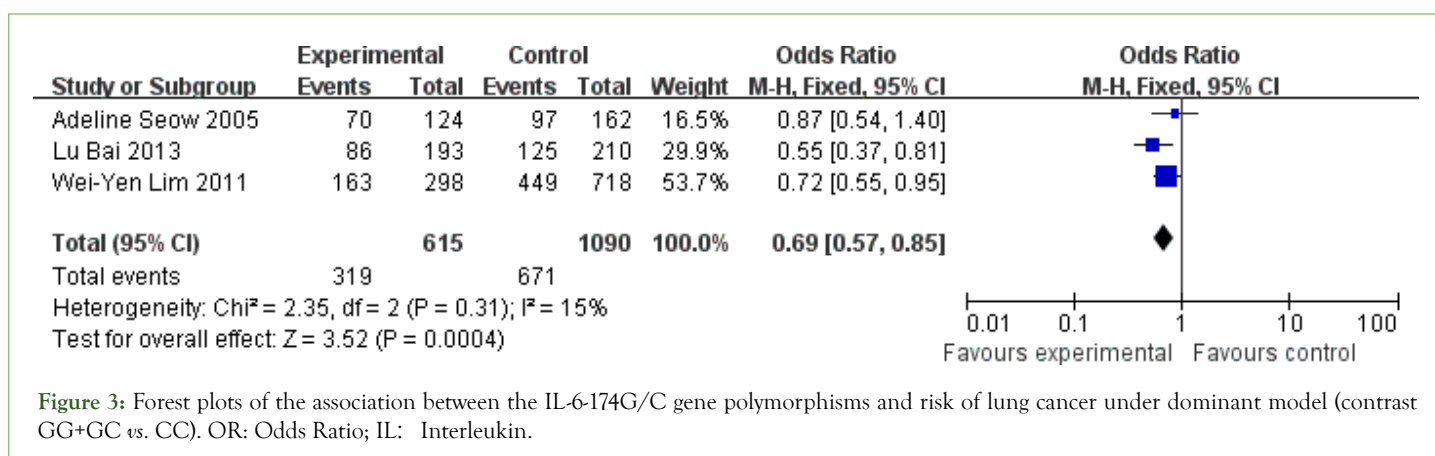 Experimental Control Odds Ratio Odds Ratio
Study or Subgroup Events Total Events Total Weight M-H, Fixed, 95% CI M-H, Fixed, 95% CI
Adeline Seow 2005 70 124 97 162 16.5% 0.87 [0.54, 1.40]
Lu Bai 2013 86 193 125 210 29.9% 0.55 [0.37, 0.81]
Wei-Yen Lim 2011 163 298 449 718 53.7% 0.72 [0.55, 0.95]
Total (95% CI) 615 1090 100.0% 0.69 [0.57, 0.85]
Total events 319 671
Heterogeneity: Chi² = 2.35, df = 2 (P = 0.31); I² = 15%
Test for overall effect: Z = 3.52 (P = 0.0004)
0.01 0.1 1 10 100
Favours experimental Favours control
Figure 3: Forest plots of the association between the IL-6-174G/C gene polymorphisms and risk of lung cancer under dominant model (contrast
GG+GC vs. CC). OR: Odds Ratio; IL: Interleukin.